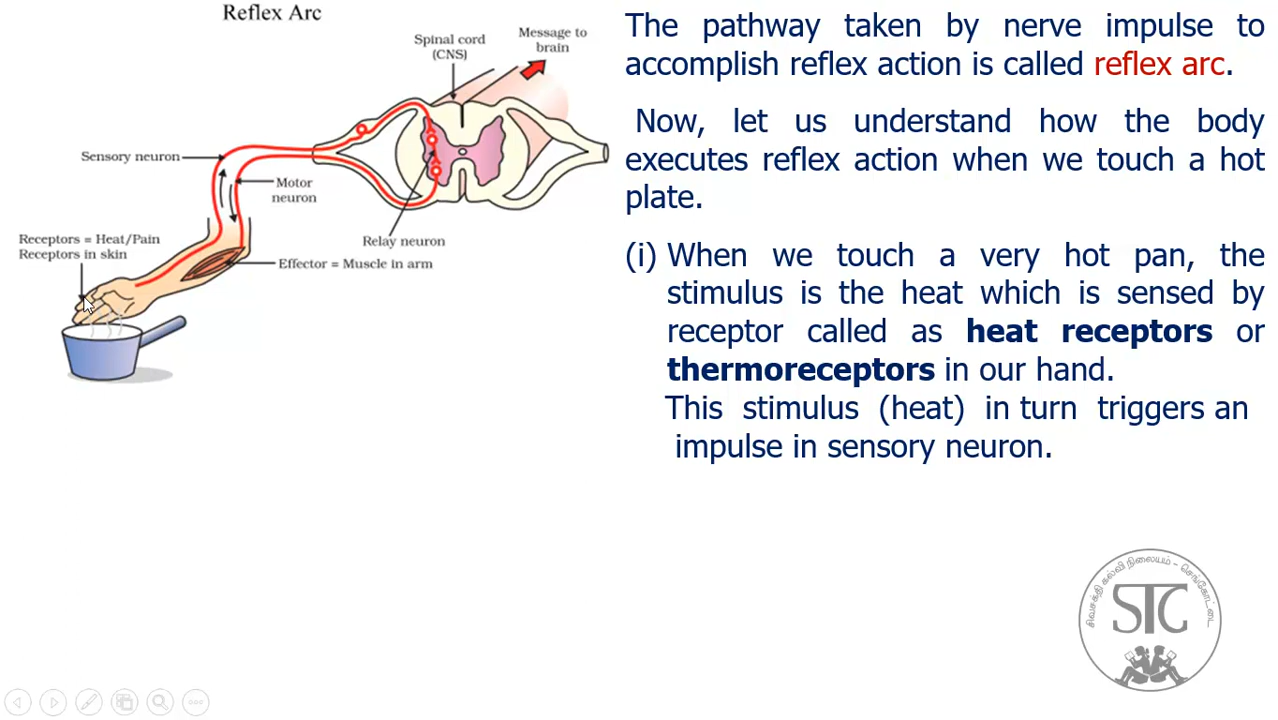 Reflex Arc
Message to
brain
Spinal cord
(CNS)
Sensory neuron
Motor
neuron
Relay neuron
Receptors = Heat/Pain
Receptors in skin
Effector = Muscle in arm
The pathway taken by nerve impulse to
accomplish reflex action is called reflex arc.
Now, let us understand how the body
executes reflex action when we touch a hot
plate.
(i) When we touch a very hot pan, the
stimulus is the heat which is sensed by
receptor called as heat receptors or
thermoreceptors in our hand.
This stimulus (heat) in turn triggers an
impulse in sensory neuron.
சிவசக்தி கல்வி நிலையம் - செங்கோட்டை
STC